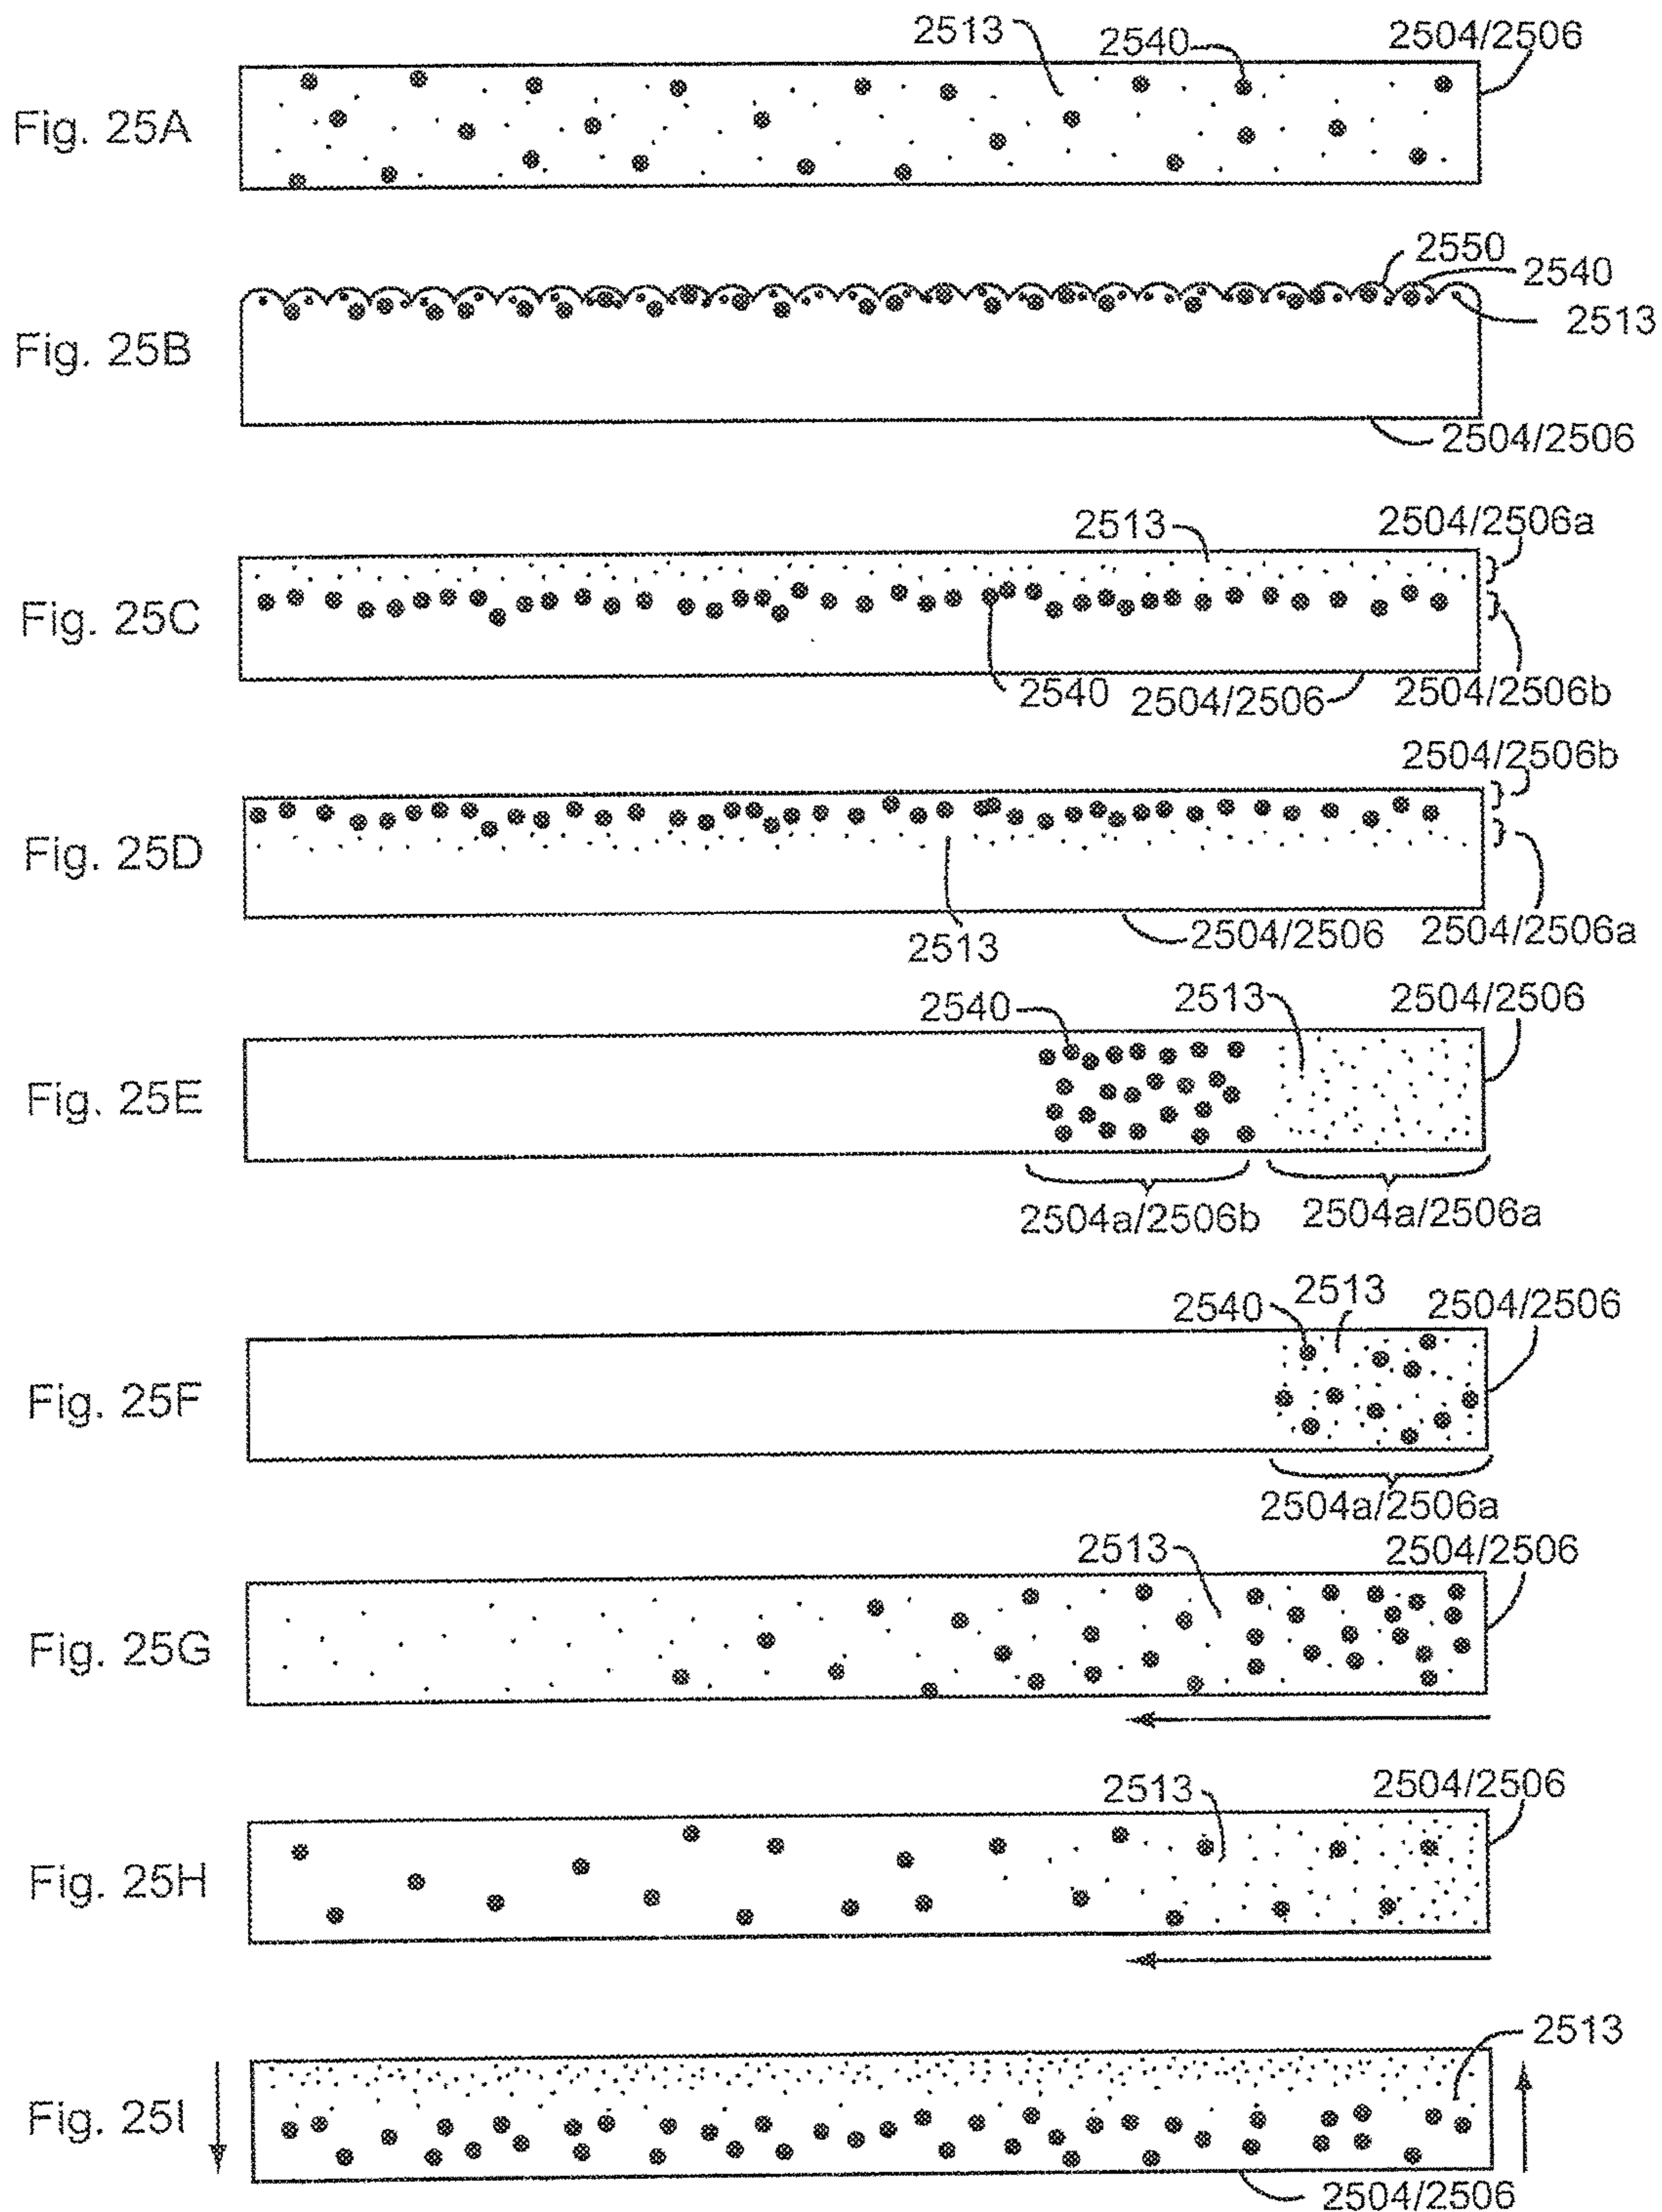 2513 2540 2504/2506
Fig. 25A
2550
2540
2513
Fig. 25B
2504/2506
2513 2504/2506a
Fig. 25C
2540 2504/2506 2504/2506b
2504/2506b
Fig. 25D
2513 2504/2506 2504/2506a
2540 2513 2504/2506
Fig. 25E
2504a/2506b 2504a/2506a
2540 2513 2504/2506
Fig. 25F
2504a/2506a
2513 2504/2506
Fig. 25G
2513 2504/2506
Fig. 25H
2513
Fig. 25I
2504/2506